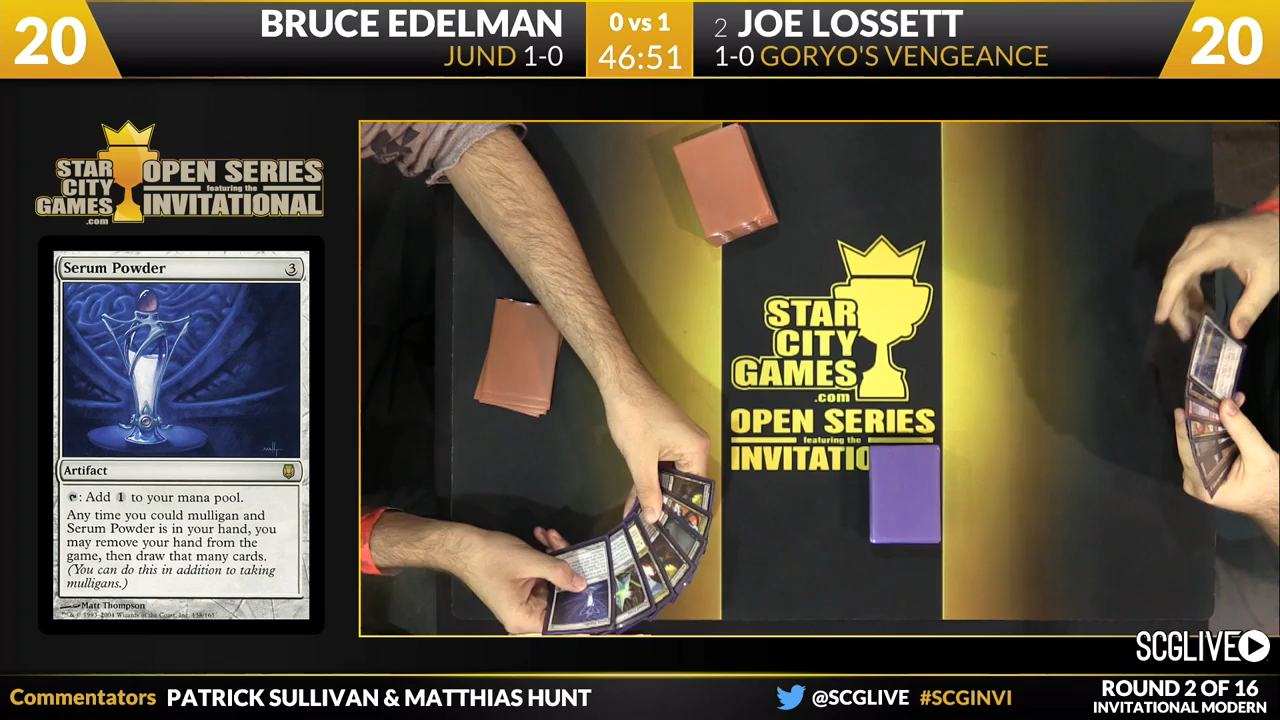 20
BRUCE EDELMAN
JUND 1-0
0 vs 1
46:51
2 JOE LOSSETT
1-0 GORYO'S VENGEANCE
20
STAR
CITY
GAMES
.com
OPEN SERIES
featuring the
INVITATIONAL
Serum Powder 3
Artifact
: Add 1 to your mana pool.
Any time you could mulligan and
Serum Powder is in your hand, you
may remove your hand from the
game, then draw that many cards.
(You can do this in addition to taking
mulligans.)
Matt Thompson
STAR
CITY
GAMES
.com
OPEN SERIES
featuring the
INVITATIO
SCGLIVE
Commentators PATRICK SULLIVAN & MATTHIAS HUNT
@SCGLIVE #SCGINVI
ROUND 2 OF 16
INVITATIONAL MODERN